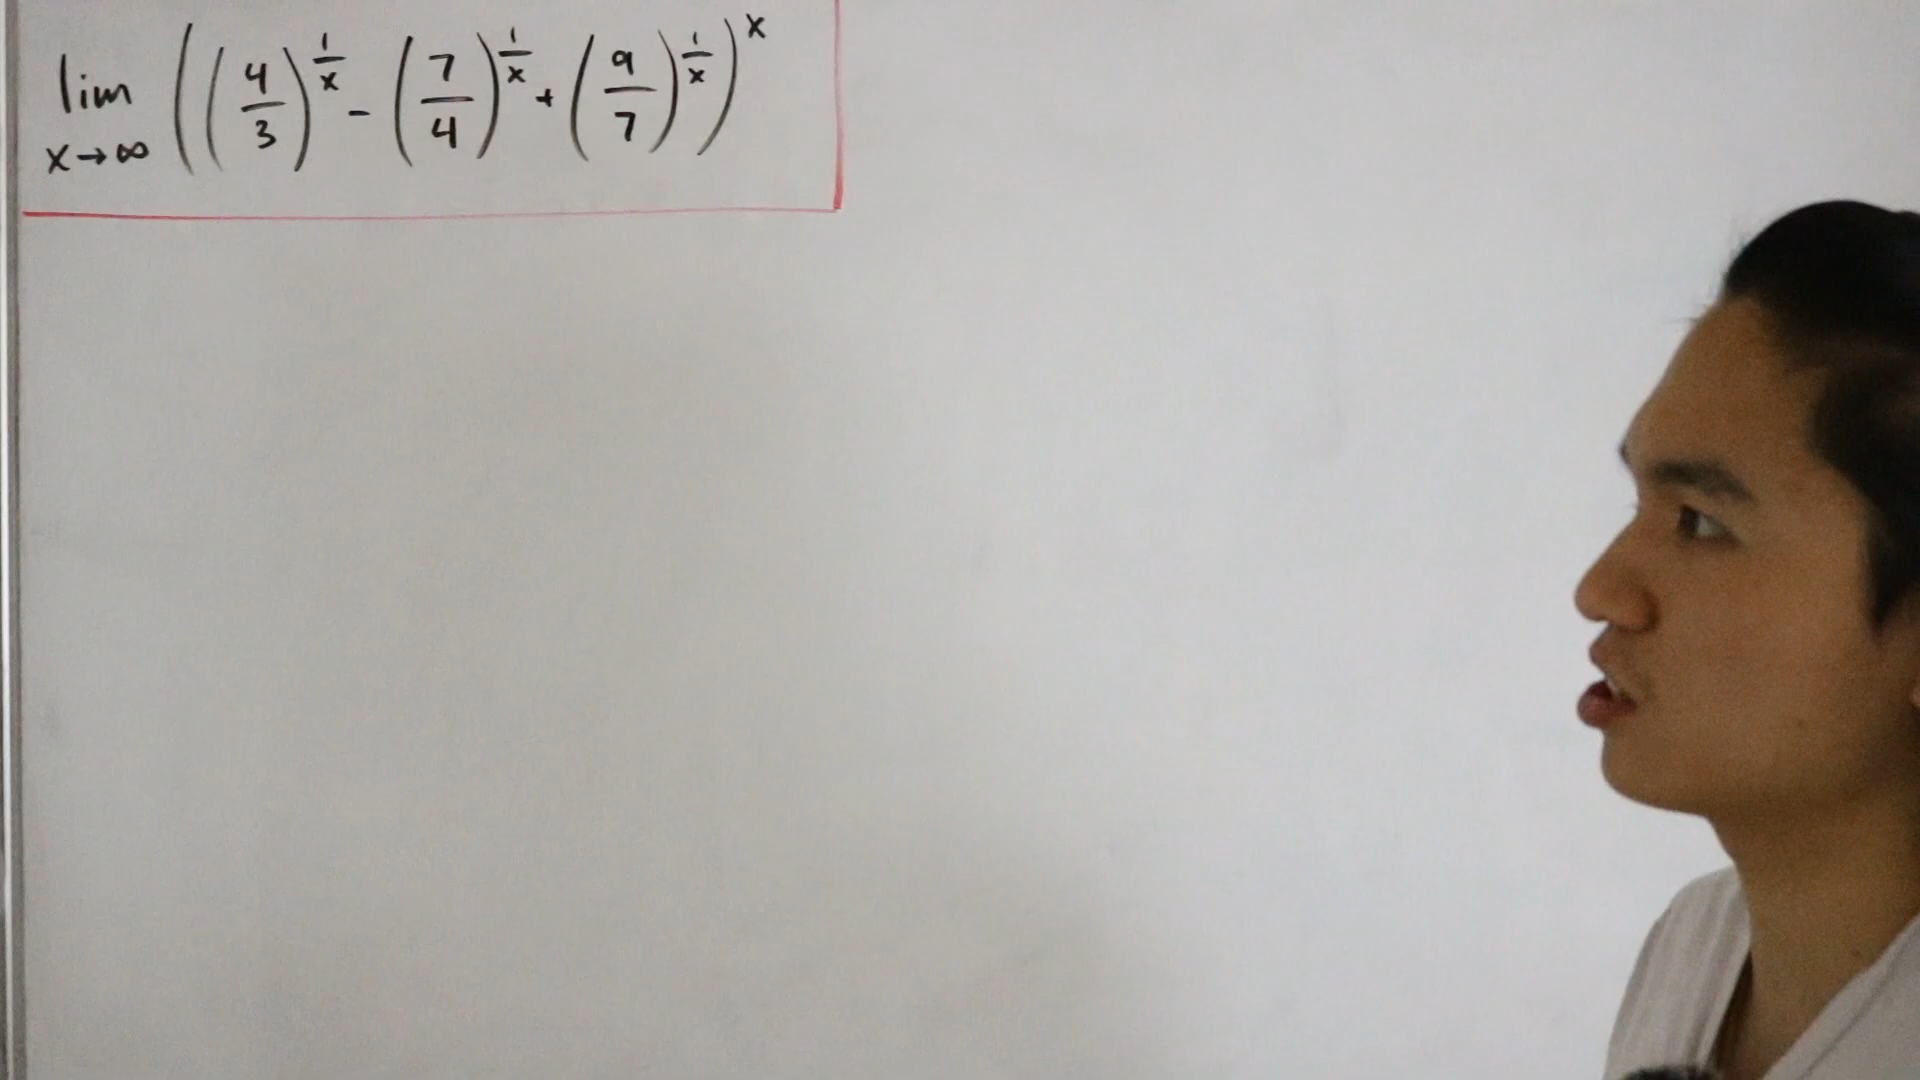 lim x→∞ ((4/3)^(1/x) - (7/4)^(1/x) + (9/7)^(1/x))^x